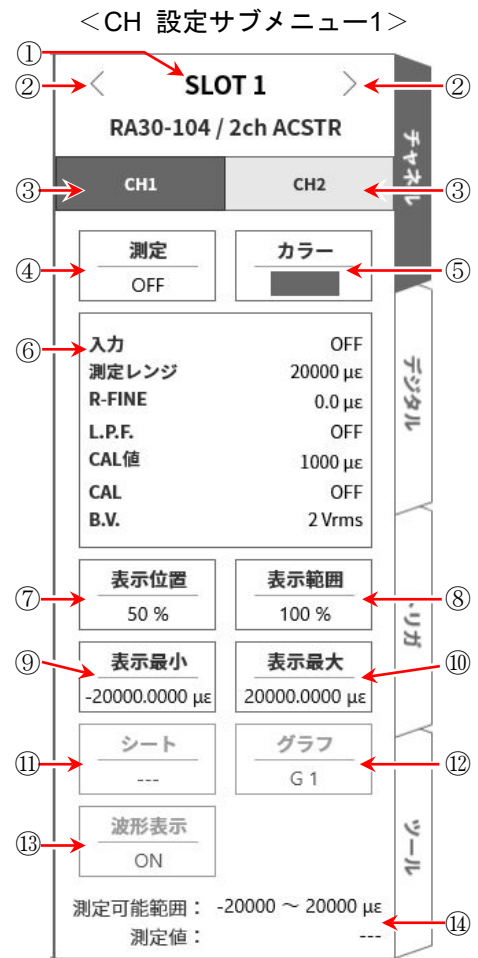 ＜CH 設定サブメニュー1＞
①
② ＜ SLOT 1 ＞ ②
RA30-104 / 2ch ACSTR
チャネル
③ CH1 CH2 ③
④ 測定 カラー ⑤
OFF
⑥ 入力 OFF
測定レンジ 20000 με
R-FINE 0.0 με
L.P.F. OFF
CAL値 1000 με
CAL OFF
B.V. 2 Vrms
デジタル
⑦ 表示位置 表示範囲 ⑧
50 % 100 %
リガ
⑨ 表示最小 表示最大 ⑩
-20000.0000 με 20000.0000 με
⑪ シート グラフ ⑫
--- G 1
⑬ 波形表示
ON
ツール
測定可能範囲： -20000 ～ 20000 με
測定値： --- ⑭